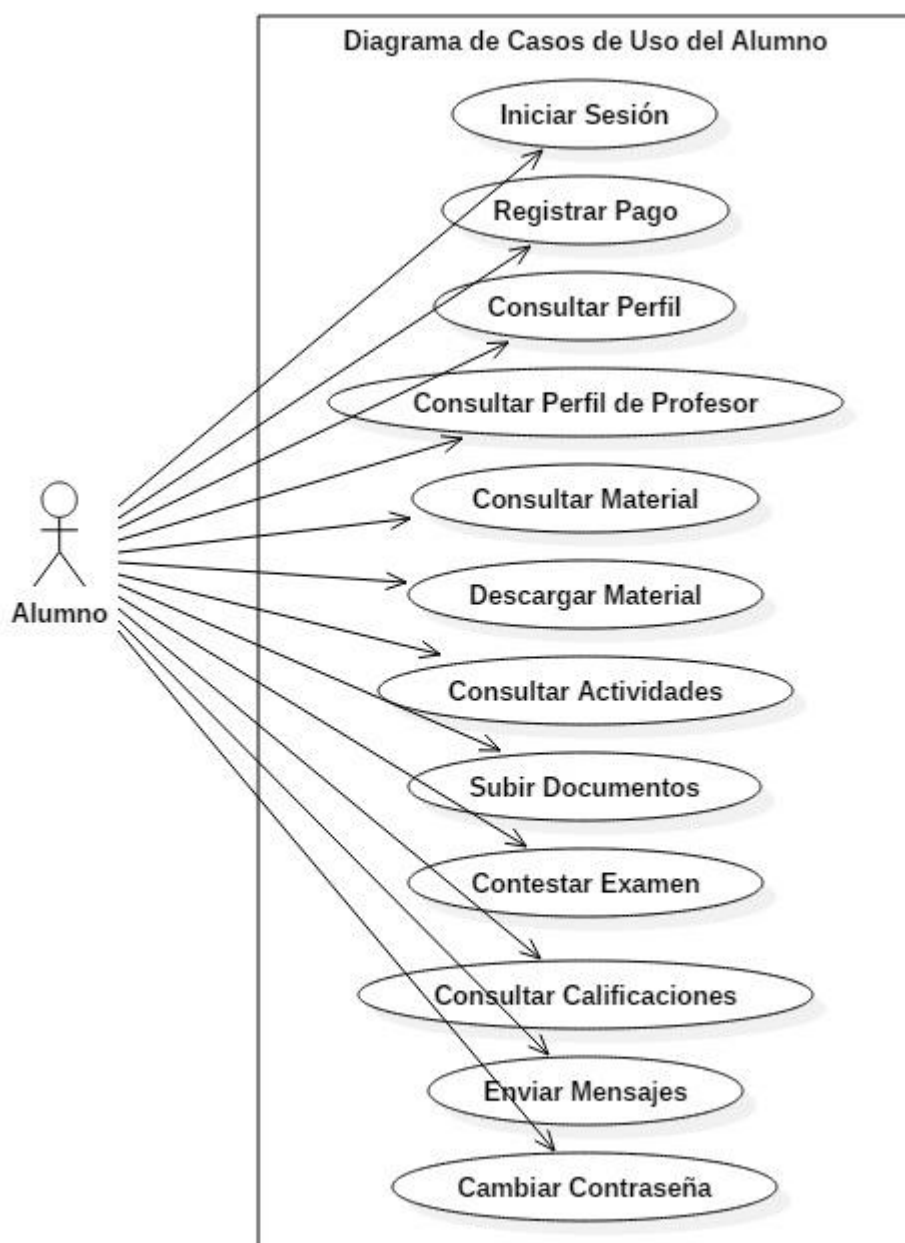 Diagrama de Casos de Uso del Alumno
Iniciar Sesión
Registrar Pago
Consultar Perfil
Consultar Perfil de Profesor
Consultar Material
Descargar Material
Alumno
Consultar Actividades
Subir Documentos
Contestar Examen
Consultar Calificaciones
Enviar Mensajes
Cambiar Contraseña